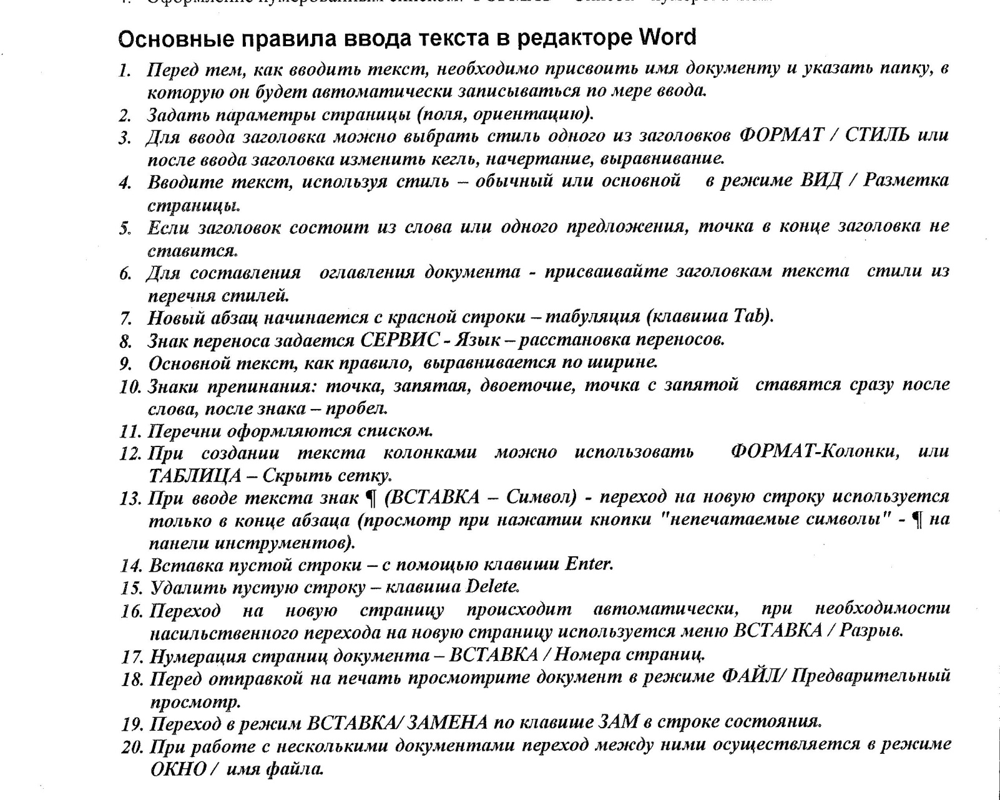 Основные правила ввода текста в редакторе Word
1. Перед тем, как вводить текст, необходимо присвоить имя документу и указать папку, в
которую он будет автоматически записываться по мере ввода.
2. Задать параметры страницы (поля, ориентацию).
3. Для ввода заголовка можно выбрать стиль одного из заголовков ФОРМАТ / СТИЛЬ или
после ввода заголовка изменить кегль, начертание, выравнивание.
4. Вводите текст, используя стиль – обычный или основной в режиме ВИД / Разметка
страницы.
5. Если заголовок состоит из слова или одного предложения, точка в конце заголовка не
ставится.
6. Для составления оглавления документа - присваивайте заголовкам текста стили из
перечня стилей.
7. Новый абзац начинается с красной строки – табуляция (клавиша Tab).
8. Знак переноса задается СЕРВИС - Язык – расстановка переносов.
9. Основной текст, как правило, выравнивается по ширине.
10. Знаки препинания: точка, запятая, двоеточие, точка с запятой ставятся сразу после
слова, после знака – пробел.
11. Перечни оформляются списком.
12. При создании текста колонками можно использовать ФОРМАТ-Колонки, или
ТАБЛИЦА – Скрыть сетку.
13. При вводе текста знак ¶ (ВСТАВКА – Символ) - переход на новую строку используется
только в конце абзаца (просмотр при нажатии кнопки "непечатаемые символы" - ¶ на
панели инструментов).
14. Вставка пустой строки – с помощью клавиши Enter.
15. Удалить пустую строку – клавиша Delete.
16. Переход на новую страницу происходит автоматически, при необходимости
насильственного перехода на новую страницу используется меню ВСТАВКА / Разрыв.
17. Нумерация страниц документа – ВСТАВКА / Номера страниц.
18. Перед отправкой на печать просмотрите документ в режиме ФАЙЛ/ Предварительный
просмотр.
19. Переход в режим ВСТАВКА/ ЗАМЕНА по клавише ЗАМ в строке состояния.
20. При работе с несколькими документами переход между ними осуществляется в режиме
ОКНО / имя файла.